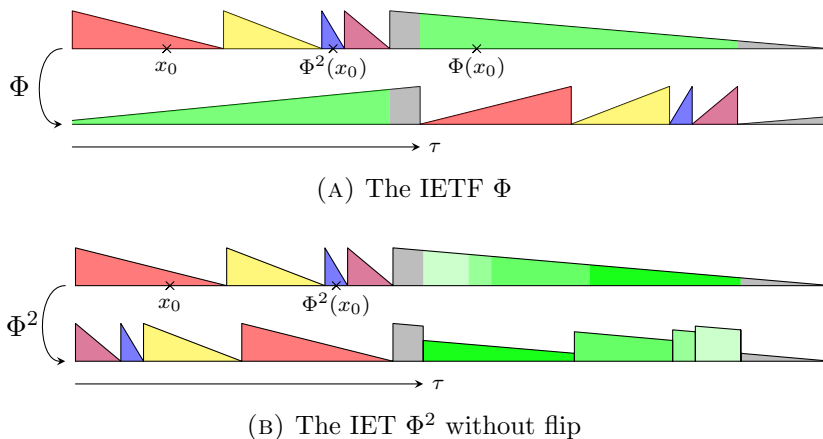 Φ
x₀ Φ²(x₀) Φ(x₀)
τ
(A) The IETF Φ
Φ²
x₀ Φ²(x₀)
τ
(B) The IET Φ² without flip